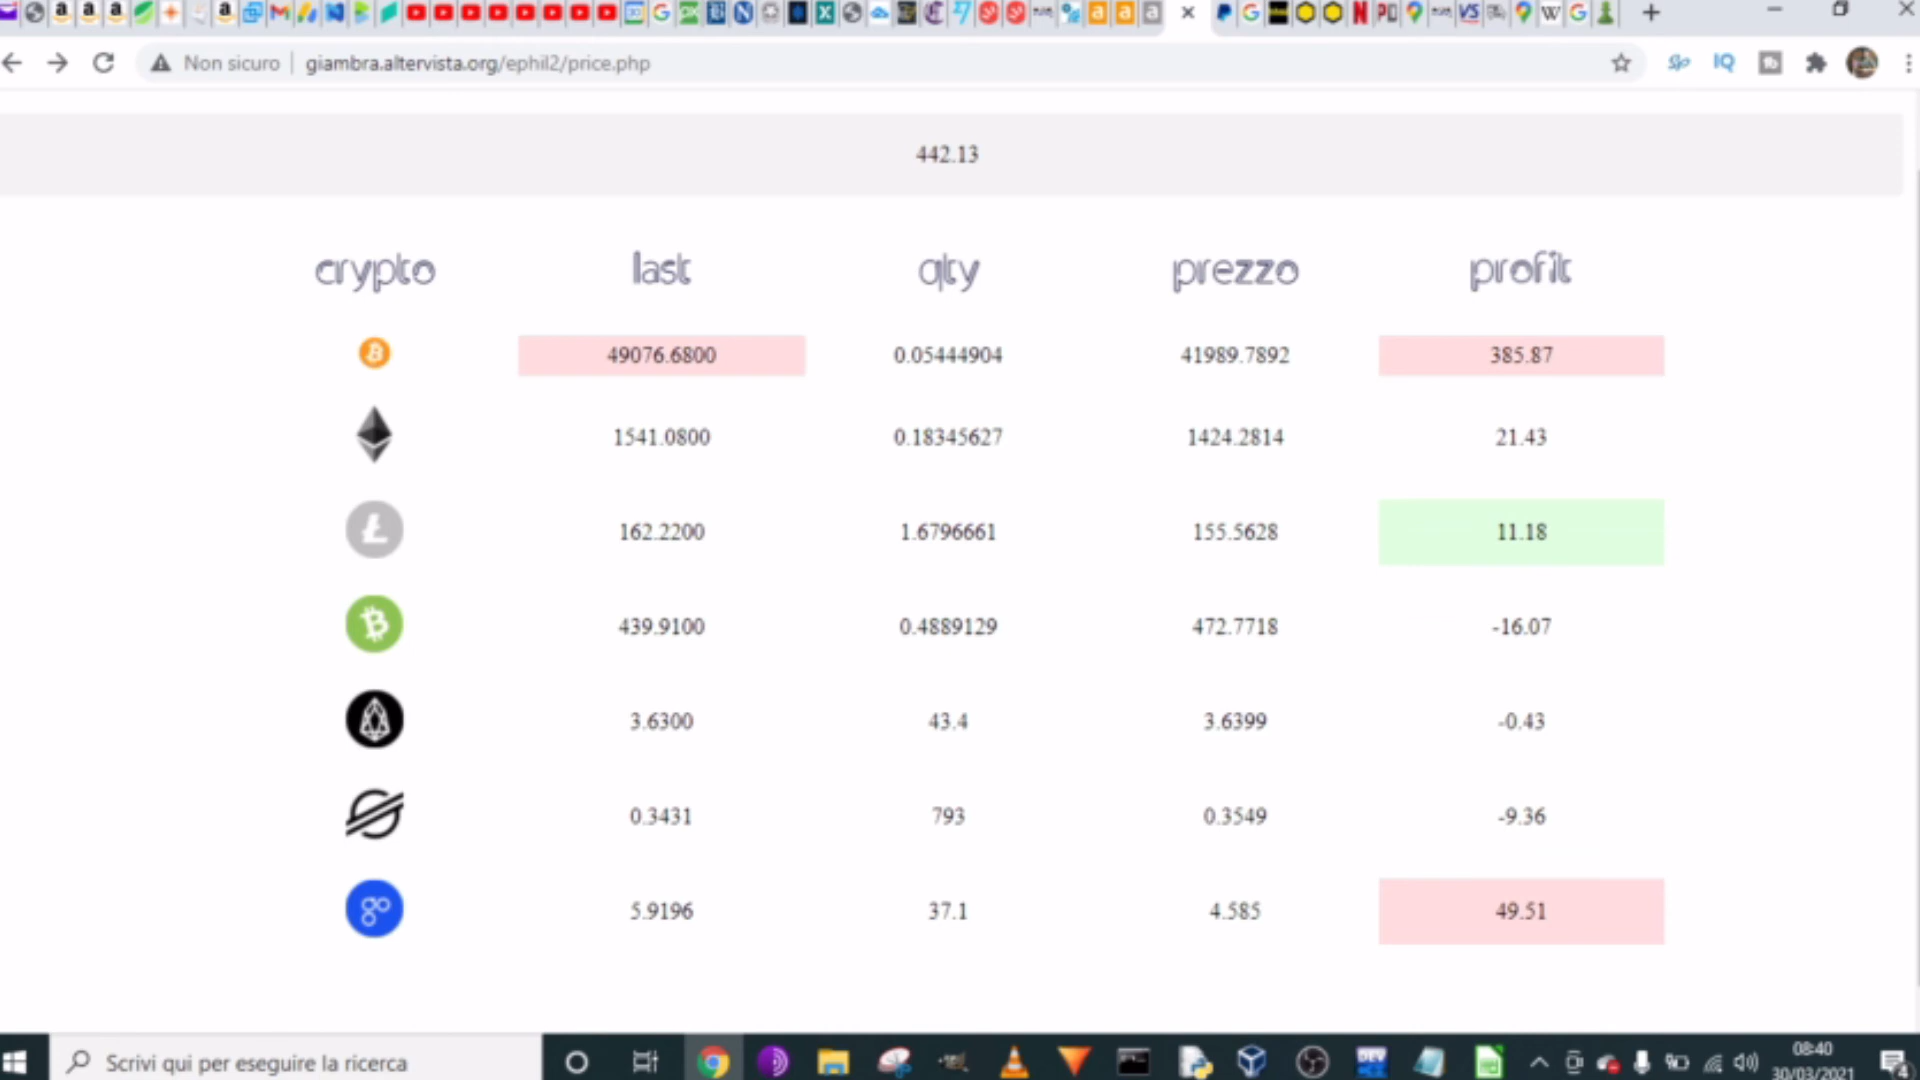 Non sicuro | giambra.altervista.org/ephil2/price.php
442.13
crypto last qty prezzo profit
49076.6800 0.05444904 41989.7892 385.87
1541.0800 0.18345627 1424.2814 21.43
162.2200 1.6796661 155.5628 11.18
439.9100 0.4889129 472.7718 -16.07
3.6300 43.4 3.6399 -0.43
0.3431 793 0.3549 -9.36
5.9196 37.1 4.585 49.51
Scrivi qui per eseguire la ricerca
08:40
30/03/2021